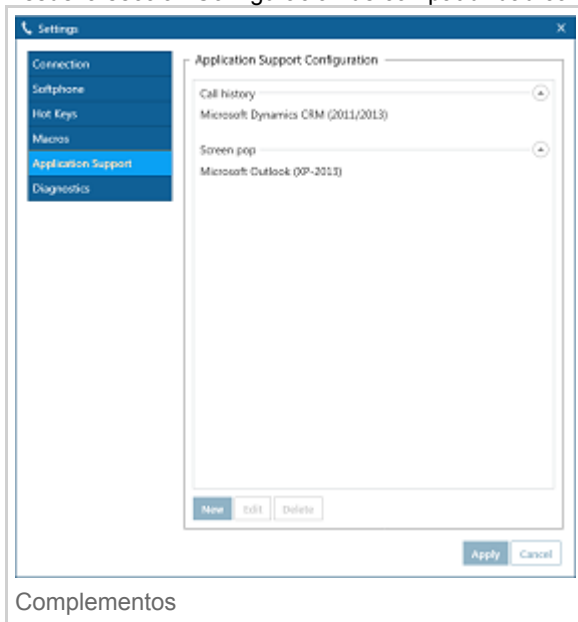 Settings
Connection
Softphone
Hot Keys
Macros
Application Support
Diagnostics
Application Support Configuration
Call history
Microsoft Dynamics CRM (2011/2013)
Screen pop
Microsoft Outlook (XP-2013)
New Edit Delete
Apply Cancel
Complementos